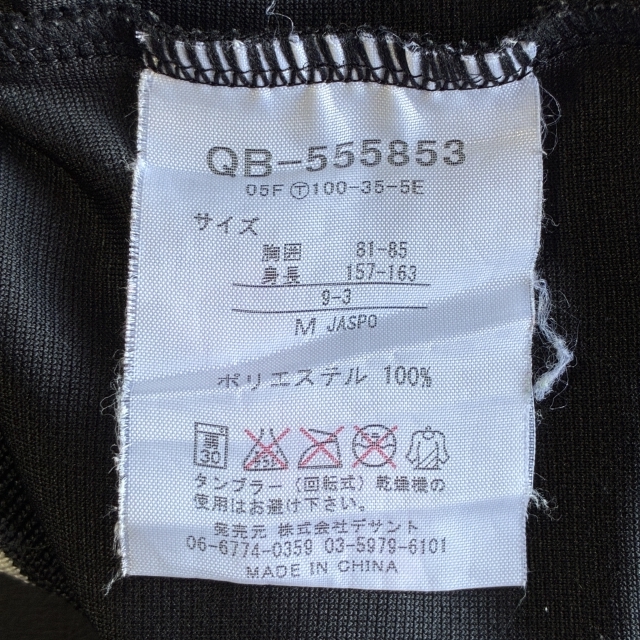 QB-555853
05F Ⓣ100-35-5E
サイズ
胸囲 81-85
身長 157-163
9-3
M JASPO
ポリエステル 100%
弱 30
タンブラー（回転式）乾燥機の
使用はお避け下さい。
発売元 株式会社デサント
06-6774-0359 03-5979-6101
MADE IN CHINA